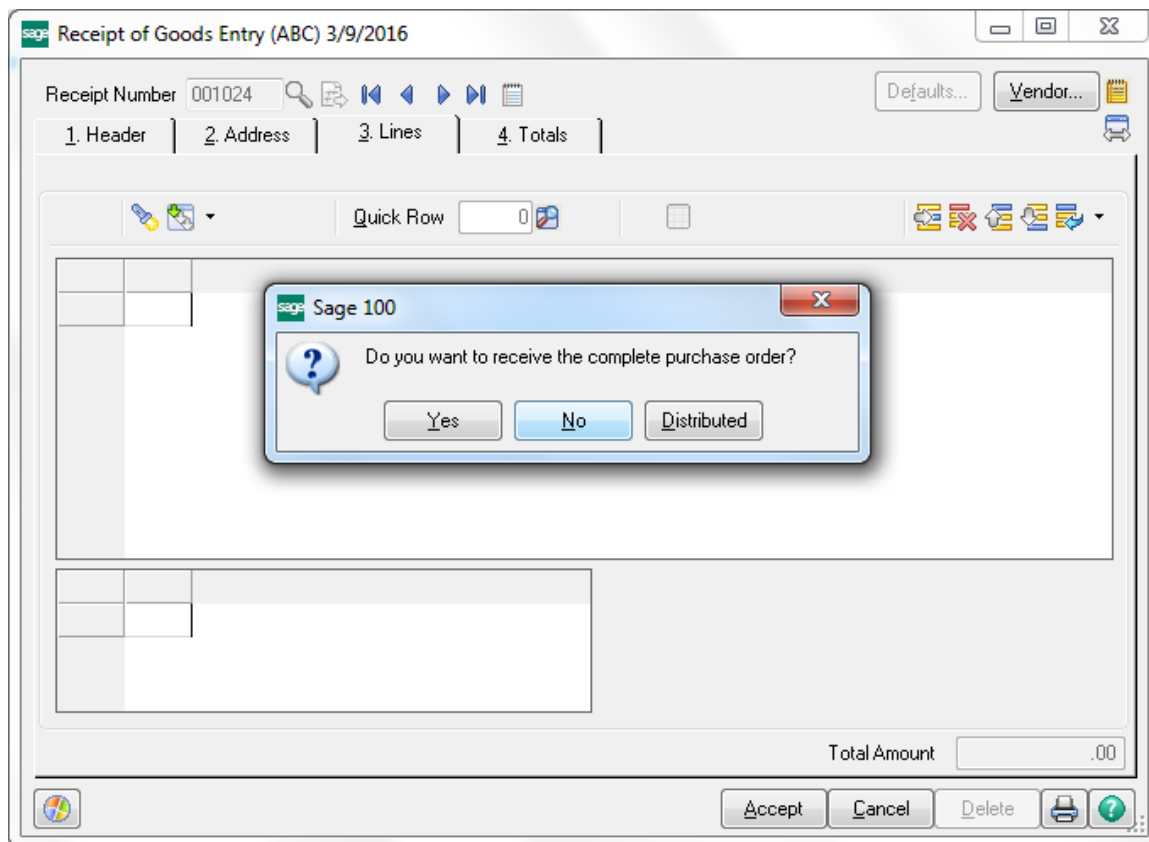 sage Receipt of Goods Entry (ABC) 3/9/2016
Receipt Number 001024 Defaults... Vendor...
1. Header 2. Address 3. Lines 4. Totals
Quick Row 0
sage Sage 100
Do you want to receive the complete purchase order?
Yes No Distributed
Total Amount .00
Accept Cancel Delete